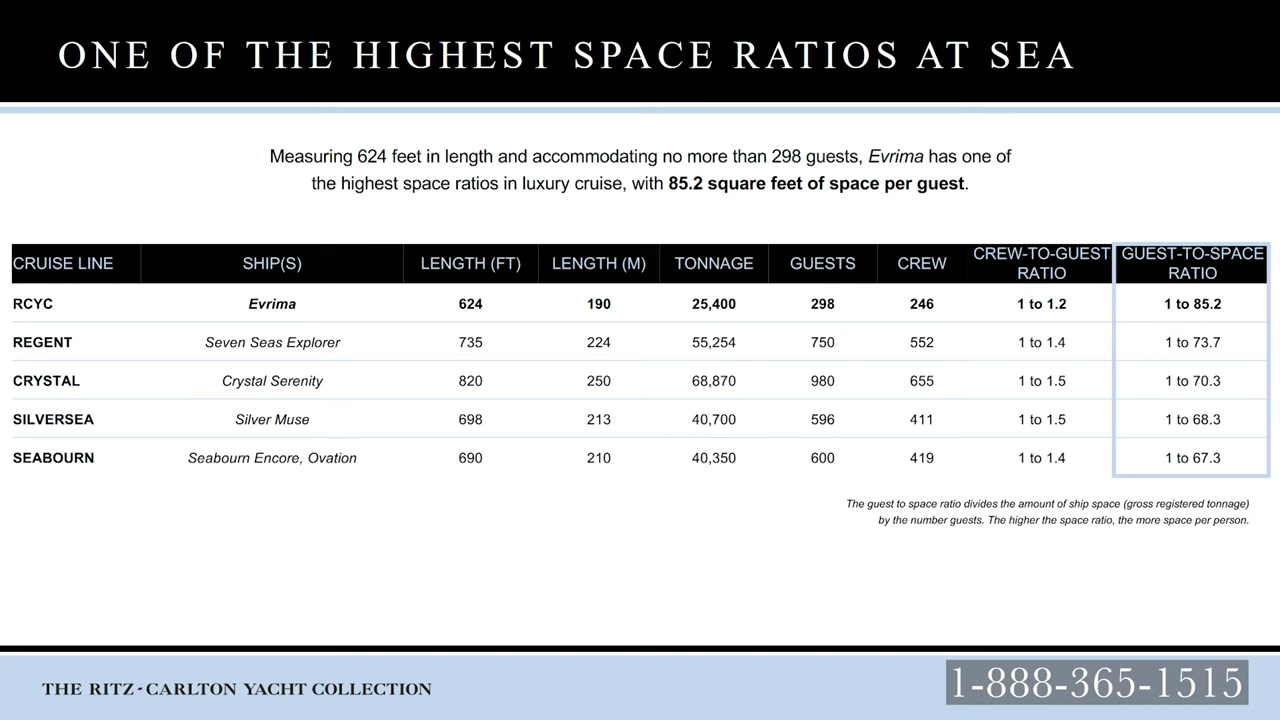 ONE OF THE HIGHEST SPACE RATIOS AT SEA
Measuring 624 feet in length and accommodating no more than 298 guests, Evrima has one of
the highest space ratios in luxury cruise, with 85.2 square feet of space per guest.
CRUISE LINE SHIP(S) LENGTH (FT) LENGTH (M) TONNAGE GUESTS CREW CREW-TO-GUEST RATIO GUEST-TO-SPACE RATIO
RCYC Evrima 624 190 25,400 298 246 1 to 1.2 1 to 85.2
REGENT Seven Seas Explorer 735 224 55,254 750 552 1 to 1.4 1 to 73.7
CRYSTAL Crystal Serenity 820 250 68,870 980 655 1 to 1.5 1 to 70.3
SILVERSEA Silver Muse 698 213 40,700 596 411 1 to 1.5 1 to 68.3
SEABOURN Seabourn Encore, Ovation 690 210 40,350 600 419 1 to 1.4 1 to 67.3
The guest to space ratio divides the amount of ship space (gross registered tonnage)
by the number guests. The higher the space ratio, the more space per person.
THE RITZ-CARLTON YACHT COLLECTION
1-888-365-1515